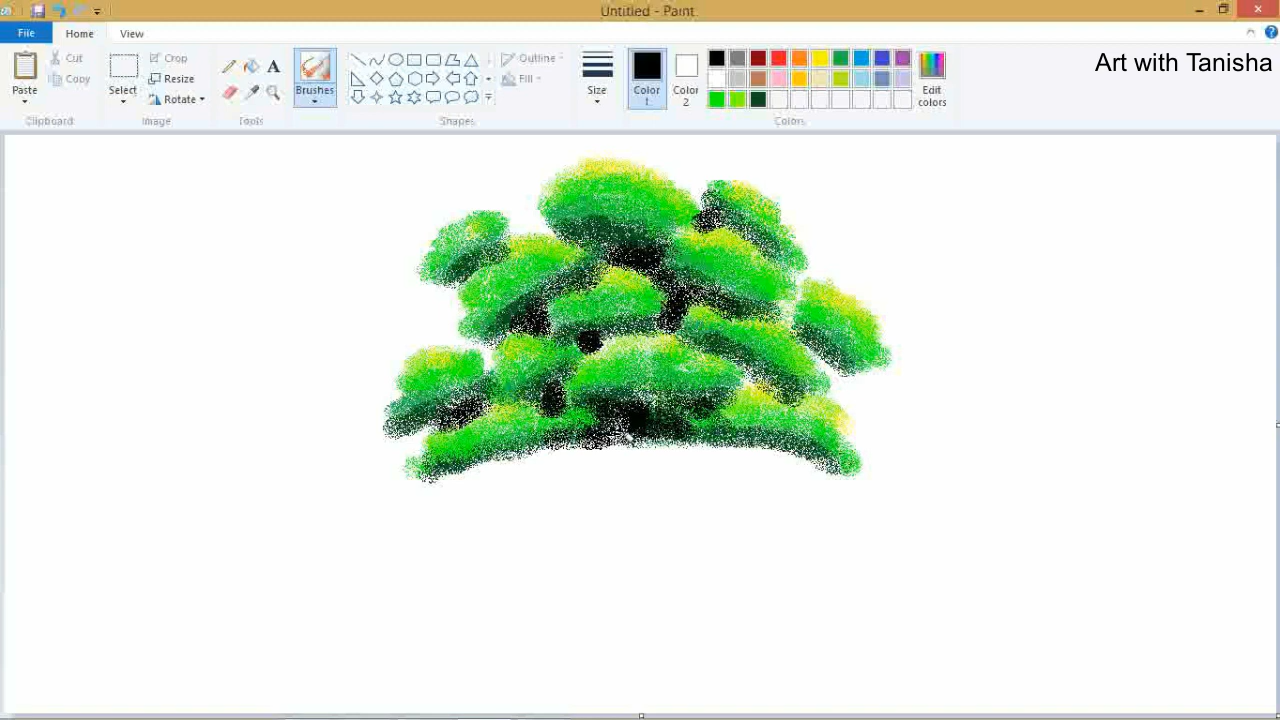 Untitled - Paint
File Home View
Art with Tanisha
Paste
Cut
Copy
Clipboard
Select
Crop
Resize
Rotate
Image
A
Tools
Brushes
Outline
Fill
Shapes
Size
Color
1
Color
2
Edit
colors
Colors